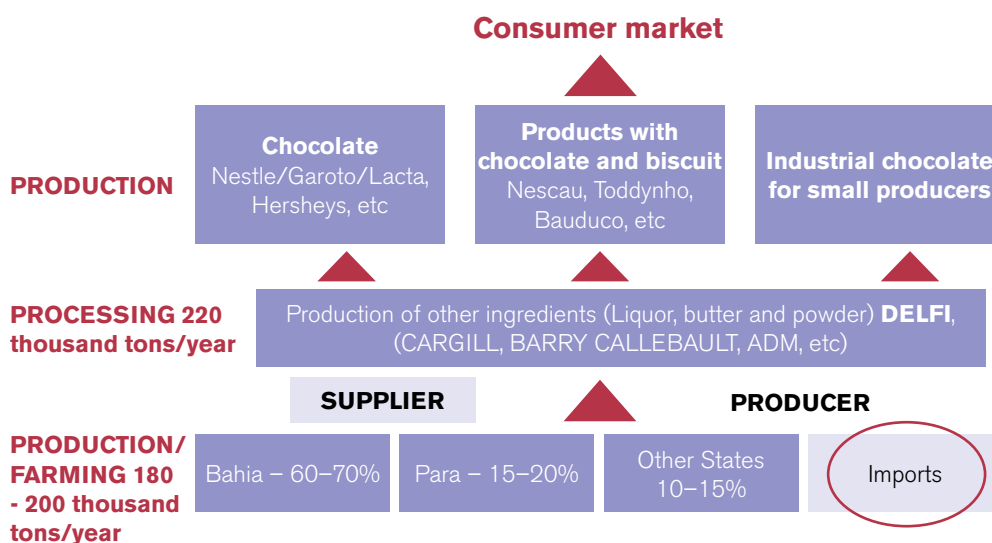 Consumer market
PRODUCTION
Chocolate
Nestle/Garoto/Lacta,
Hersheys, etc
Products with
chocolate and biscuit
Nescau, Toddynho,
Bauduco, etc
Industrial chocolate
for small producers
PROCESSING 220
thousand tons/year
Production of other ingredients (Liquor, butter and powder) DELFI,
(CARGILL, BARRY CALLEBAULT, ADM, etc)
SUPPLIER
PRODUCER
PRODUCTION/
FARMING 180
- 200 thousand
tons/year
Bahia – 60–70%
Para – 15–20%
Other States
10–15%
Imports